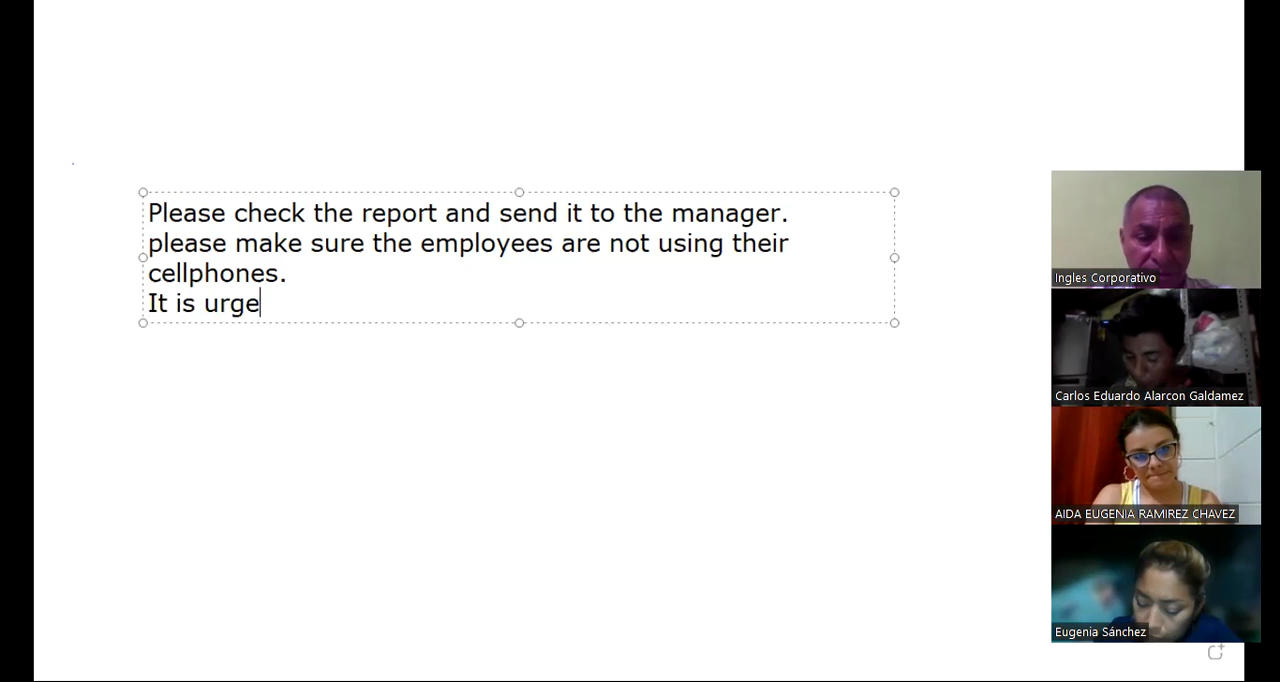 Please check the report and send it to the manager.
please make sure the employees are not using their
cellphones.
It is urge
Ingles Corporativo
Carlos Eduardo Alarcon Galdamez
AIDA EUGENIA RAMIREZ CHAVEZ
Eugenia Sánchez